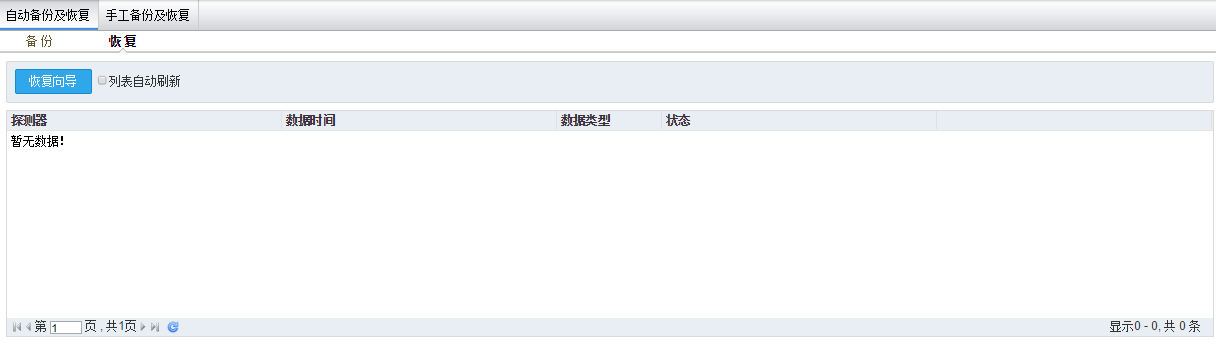 自动备份及恢复 手工备份及恢复
备份 恢复
恢复向导 列表自动刷新
探测器 数据时间 数据类型 状态
暂无数据!
第 1 页 , 共1页 显示0 - 0, 共 0 条